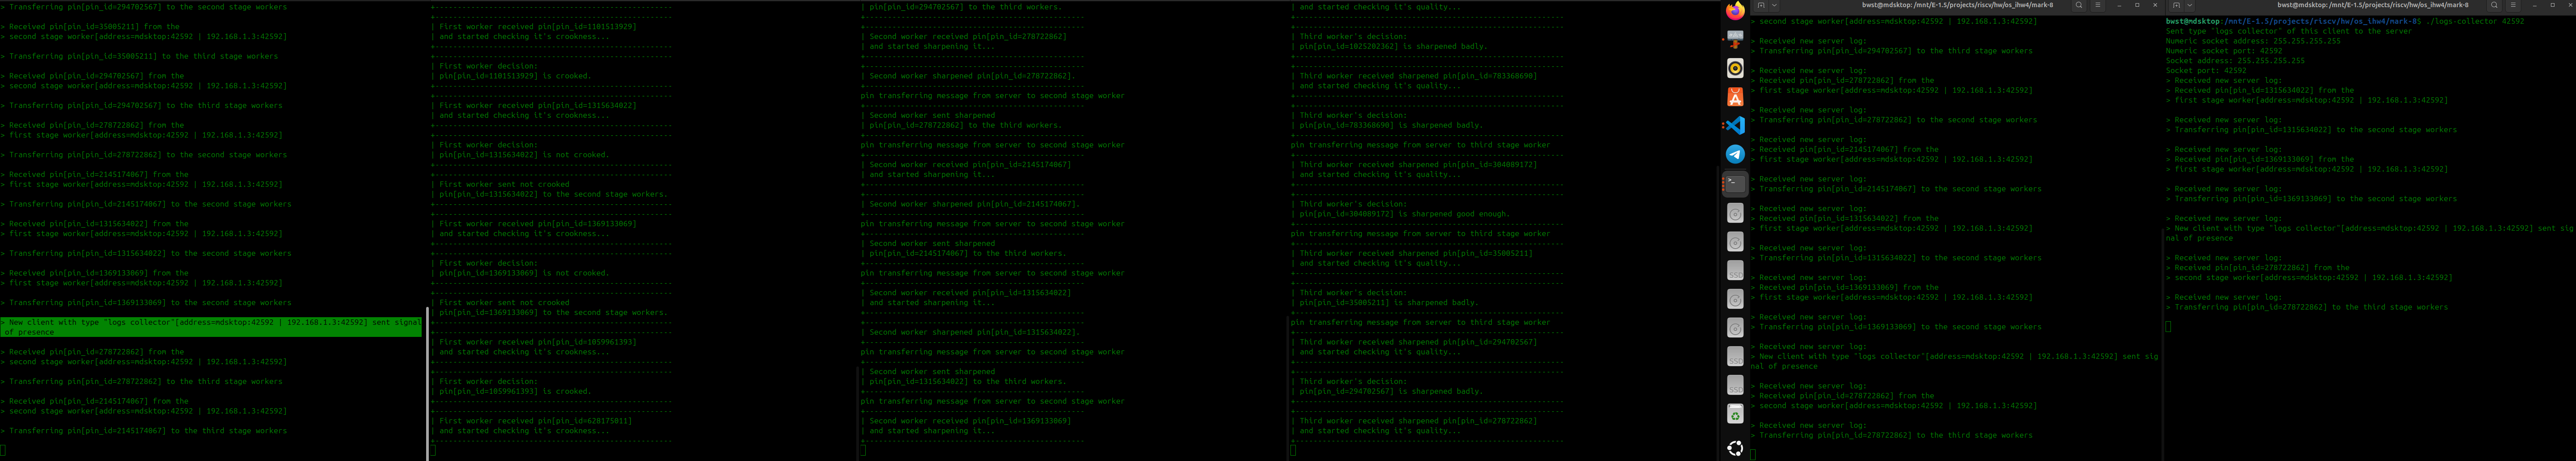 > Transferring pin[pin_id=294702567] to the second stage workers
> Received pin[pin_id=35005211] from the
> second stage worker[address=mdsktop:42592 | 192.168.1.3:42592]
> Transferring pin[pin_id=35005211] to the third stage workers
> Received pin[pin_id=294702567] from the
> second stage worker[address=mdsktop:42592 | 192.168.1.3:42592]
> Transferring pin[pin_id=294702567] to the third stage workers
> Received pin[pin_id=278722862] from the
> first stage worker[address=mdsktop:42592 | 192.168.1.3:42592]
> Transferring pin[pin_id=278722862] to the second stage workers
> Received pin[pin_id=2145174067] from the
> first stage worker[address=mdsktop:42592 | 192.168.1.3:42592]
> Transferring pin[pin_id=2145174067] to the second stage workers
> Received pin[pin_id=1315634022] from the
> first stage worker[address=mdsktop:42592 | 192.168.1.3:42592]
> Transferring pin[pin_id=1315634022] to the second stage workers
> Received pin[pin_id=1369133069] from the
> first stage worker[address=mdsktop:42592 | 192.168.1.3:42592]
> Transferring pin[pin_id=1369133069] to the second stage workers
> New client with type "logs collector"[address=mdsktop:42592 | 192.168.1.3:42592] sent signal
of presence
> Received pin[pin_id=278722862] from the
> second stage worker[address=mdsktop:42592 | 192.168.1.3:42592]
> Transferring pin[pin_id=278722862] to the third stage workers
> Received pin[pin_id=2145174067] from the
> second stage worker[address=mdsktop:42592 | 192.168.1.3:42592]
> Transferring pin[pin_id=2145174067] to the third stage workers
+------------------------------------------------------
+------------------------------------------------------
| First worker received pin[pin_id=1101513929]
| and started checking it's crookness...
+------------------------------------------------------
+------------------------------------------------------
| First worker decision:
| pin[pin_id=1101513929] is crooked.
+------------------------------------------------------
+------------------------------------------------------
| First worker received pin[pin_id=1315634022]
| and started checking it's crookness...
+------------------------------------------------------
+------------------------------------------------------
| First worker decision:
| pin[pin_id=1315634022] is not crooked.
+------------------------------------------------------
+------------------------------------------------------
| First worker sent not crooked
| pin[pin_id=1315634022] to the second stage workers.
+------------------------------------------------------
+------------------------------------------------------
| First worker received pin[pin_id=1369133069]
| and started checking it's crookness...
+------------------------------------------------------
+------------------------------------------------------
| First worker decision:
| pin[pin_id=1369133069] is not crooked.
+------------------------------------------------------
+------------------------------------------------------
| First worker sent not crooked
| pin[pin_id=1369133069] to the second stage workers.
+------------------------------------------------------
+------------------------------------------------------
| First worker received pin[pin_id=1059961393]
| and started checking it's crookness...
+------------------------------------------------------
+------------------------------------------------------
| First worker decision:
| pin[pin_id=1059961393] is crooked.
+------------------------------------------------------
+------------------------------------------------------
| First worker received pin[pin_id=628175011]
| and started checking it's crookness...
+------------------------------------------------------
| pin[pin_id=294702567] to the third workers.
+--------------------------------------------------
+--------------------------------------------------
| Second worker received pin[pin_id=278722862]
| and started sharpening it...
+--------------------------------------------------
+--------------------------------------------------
| Second worker sharpened pin[pin_id=278722862].
+--------------------------------------------------
pin transferring message from server to second stage worker
+--------------------------------------------------
| Second worker sent sharpened
| pin[pin_id=278722862] to the third workers.
+--------------------------------------------------
pin transferring message from server to second stage worker
+--------------------------------------------------
| Second worker received pin[pin_id=2145174067]
| and started sharpening it...
+--------------------------------------------------
+--------------------------------------------------
| Second worker sharpened pin[pin_id=2145174067].
+--------------------------------------------------
pin transferring message from server to second stage worker
+--------------------------------------------------
| Second worker sent sharpened
| pin[pin_id=2145174067] to the third workers.
+--------------------------------------------------
pin transferring message from server to second stage worker
+--------------------------------------------------
| Second worker received pin[pin_id=1315634022]
| and started sharpening it...
+--------------------------------------------------
+--------------------------------------------------
| Second worker sharpened pin[pin_id=1315634022].
+--------------------------------------------------
pin transferring message from server to second stage worker
+--------------------------------------------------
| Second worker sent sharpened
| pin[pin_id=1315634022] to the third workers.
+--------------------------------------------------
pin transferring message from server to second stage worker
+--------------------------------------------------
| Second worker received pin[pin_id=1369133069]
| and started sharpening it...
+--------------------------------------------------
| and started checking it's quality...
+--------------------------------------------------------------
+--------------------------------------------------------------
| Third worker's decision:
| pin[pin_id=1025202362] is sharpened badly.
+--------------------------------------------------------------
+--------------------------------------------------------------
| Third worker received sharpened pin[pin_id=783368690]
| and started checking it's quality...
+--------------------------------------------------------------
+--------------------------------------------------------------
| Third worker's decision:
| pin[pin_id=783368690] is sharpened badly.
+--------------------------------------------------------------
pin transferring message from server to third stage worker
+--------------------------------------------------------------
| Third worker received sharpened pin[pin_id=304089172]
| and started checking it's quality...
+--------------------------------------------------------------
+--------------------------------------------------------------
| Third worker's decision:
| pin[pin_id=304089172] is sharpened good enough.
+--------------------------------------------------------------
pin transferring message from server to third stage worker
+--------------------------------------------------------------
| Third worker received sharpened pin[pin_id=35005211]
| and started checking it's quality...
+--------------------------------------------------------------
+--------------------------------------------------------------
| Third worker's decision:
| pin[pin_id=35005211] is sharpened badly.
+--------------------------------------------------------------
pin transferring message from server to third stage worker
+--------------------------------------------------------------
| Third worker received sharpened pin[pin_id=294702567]
| and started checking it's quality...
+--------------------------------------------------------------
+--------------------------------------------------------------
| Third worker's decision:
| pin[pin_id=294702567] is sharpened badly.
+--------------------------------------------------------------
+--------------------------------------------------------------
| Third worker received sharpened pin[pin_id=278722862]
| and started checking it's quality...
+--------------------------------------------------------------
bwst@mdsktop: /mnt/E-1.5/projects/riscv/hw/os_ihw4/mark-8
> second stage worker[address=mdsktop:42592 | 192.168.1.3:42592]
> Received new server log:
> Transferring pin[pin_id=294702567] to the third stage workers
> Received new server log:
> Received pin[pin_id=278722862] from the
> first stage worker[address=mdsktop:42592 | 192.168.1.3:42592]
> Received new server log:
> Transferring pin[pin_id=278722862] to the second stage workers
> Received new server log:
> Received pin[pin_id=2145174067] from the
> first stage worker[address=mdsktop:42592 | 192.168.1.3:42592]
> Received new server log:
> Transferring pin[pin_id=2145174067] to the second stage workers
> Received new server log:
> Received pin[pin_id=1315634022] from the
> first stage worker[address=mdsktop:42592 | 192.168.1.3:42592]
> Received new server log:
> Transferring pin[pin_id=1315634022] to the second stage workers
> Received new server log:
> Received pin[pin_id=1369133069] from the
> first stage worker[address=mdsktop:42592 | 192.168.1.3:42592]
> Received new server log:
> Transferring pin[pin_id=1369133069] to the second stage workers
> Received new server log:
> New client with type "logs collector"[address=mdsktop:42592 | 192.168.1.3:42592] sent sig
nal of presence
> Received new server log:
> Received pin[pin_id=278722862] from the
> second stage worker[address=mdsktop:42592 | 192.168.1.3:42592]
> Received new server log:
> Transferring pin[pin_id=278722862] to the third stage workers
bwst@mdsktop: /mnt/E-1.5/projects/riscv/hw/os_ihw4/mark-8
bwst@mdsktop:/mnt/E-1.5/projects/riscv/hw/os_ihw4/mark-8$ ./logs-collector 42592
Sent type "logs collector" of this client to the server
Numeric socket address: 255.255.255.255
Numeric socket port: 42592
Socket address: 255.255.255.255
Socket port: 42592
> Received new server log:
> Received pin[pin_id=1315634022] from the
> first stage worker[address=mdsktop:42592 | 192.168.1.3:42592]
> Received new server log:
> Transferring pin[pin_id=1315634022] to the second stage workers
> Received new server log:
> Received pin[pin_id=1369133069] from the
> first stage worker[address=mdsktop:42592 | 192.168.1.3:42592]
> Received new server log:
> Transferring pin[pin_id=1369133069] to the second stage workers
> Received new server log:
> New client with type "logs collector"[address=mdsktop:42592 | 192.168.1.3:42592] sent sig
nal of presence
> Received new server log:
> Received pin[pin_id=278722862] from the
> second stage worker[address=mdsktop:42592 | 192.168.1.3:42592]
> Received new server log:
> Transferring pin[pin_id=278722862] to the third stage workers